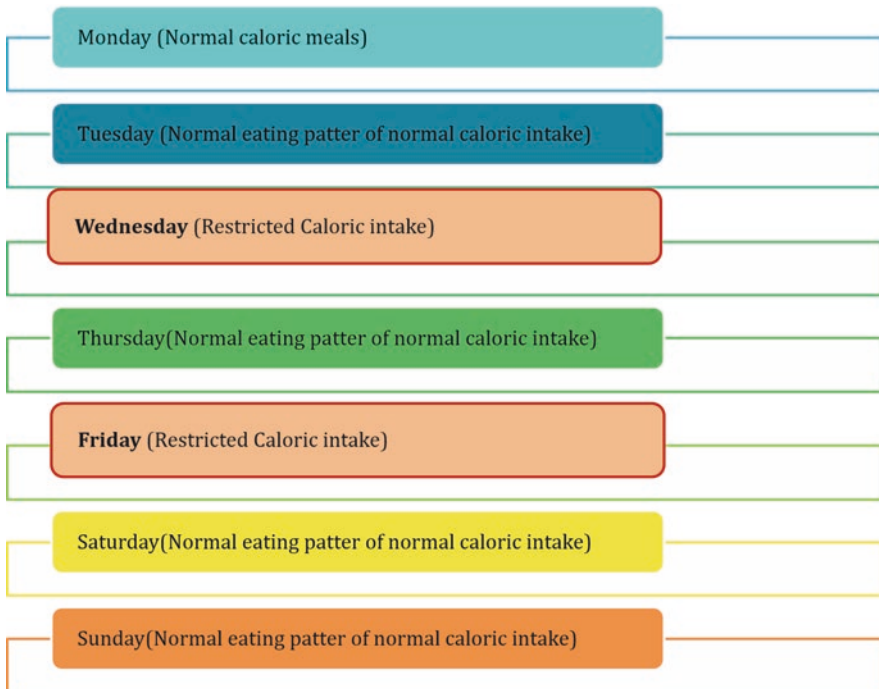 Monday (Normal caloric meals)
Tuesday (Normal eating patter of normal caloric intake)
Wednesday (Restricted Caloric intake)
Thursday(Normal eating patter of normal caloric intake)
Friday (Restricted Caloric intake)
Saturday(Normal eating patter of normal caloric intake)
Sunday(Normal eating patter of normal caloric intake)